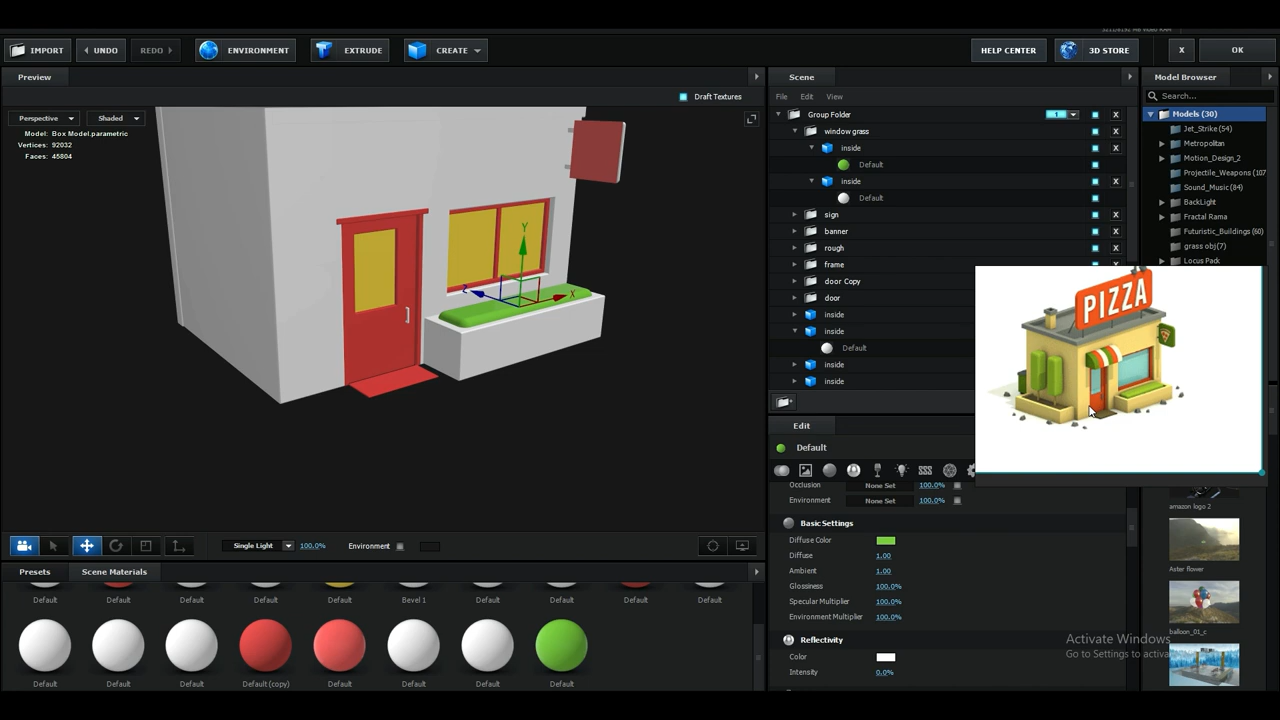 IMPORT
UNDO
REDO
ENVIRONMENT
EXTRUDE
CREATE
HELP CENTER
3D STORE
X
OK
Preview
Scene
Model Browser
Draft Textures
File Edit View
Search...
Perspective
Shaded
Model: Box Model.parametric
Vertices: 92032
Faces: 45804
Group Folder
1
X
window grass
X
inside
X
Default
inside
X
Default
sign
X
banner
X
rough
X
frame
door Copy
door
inside
inside
Default
inside
inside
Models (30)
Jet_Strike (54)
Metropolitan
Motion_Design_2
Projectile_Weapons (107
Sound_Music (84)
BackLight
Fractal Rama
Futuristic_Buildings (60)
grass obj(7)
Locus Pack
Y
Z
X
PIZZA
Edit
Default
Occlusion None Set 100.0%
Environment None Set 100.0%
Basic Settings
Diffuse Color
Diffuse 1.00
Ambient 1.00
Glossiness 100.0%
Specular Multiplier 100.0%
Environment Multiplier 100.0%
Reflectivity
Color
Intensity 0.0%
amazon logo 2
Aster flower
balloon_01_c
Activate Windows
Go to Settings to activa
Single Light 100.0% Environment
Presets Scene Materials
Default Default Default Default Default Bevel 1 Default Default Default Default
Default Default Default Default (copy) Default Default Default Default